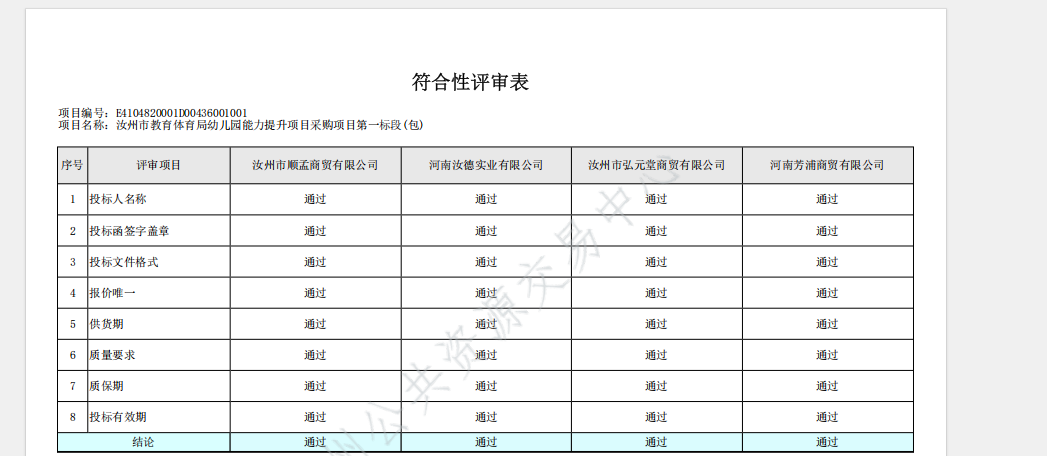 符合性评审表
项目编号：E4104820001D00436001001
项目名称：汝州市教育体育局幼儿园能力提升项目采购项目第一标段(包)
序号 评审项目 汝州市顺孟商贸有限公司 河南汝德实业有限公司 汝州市弘元堂商贸有限公司 河南芳浦商贸有限公司
1 投标人名称 通过 通过 通过 通过
2 投标函签字盖章 通过 通过 通过 通过
3 投标文件格式 通过 通过 通过 通过
4 报价唯一 通过 通过 通过 通过
5 供货期 通过 通过 通过 通过
6 质量要求 通过 通过 通过 通过
7 质保期 通过 通过 通过 通过
8 投标有效期 通过 通过 通过 通过
结论 通过 通过 通过 通过
州公共资源交易中心